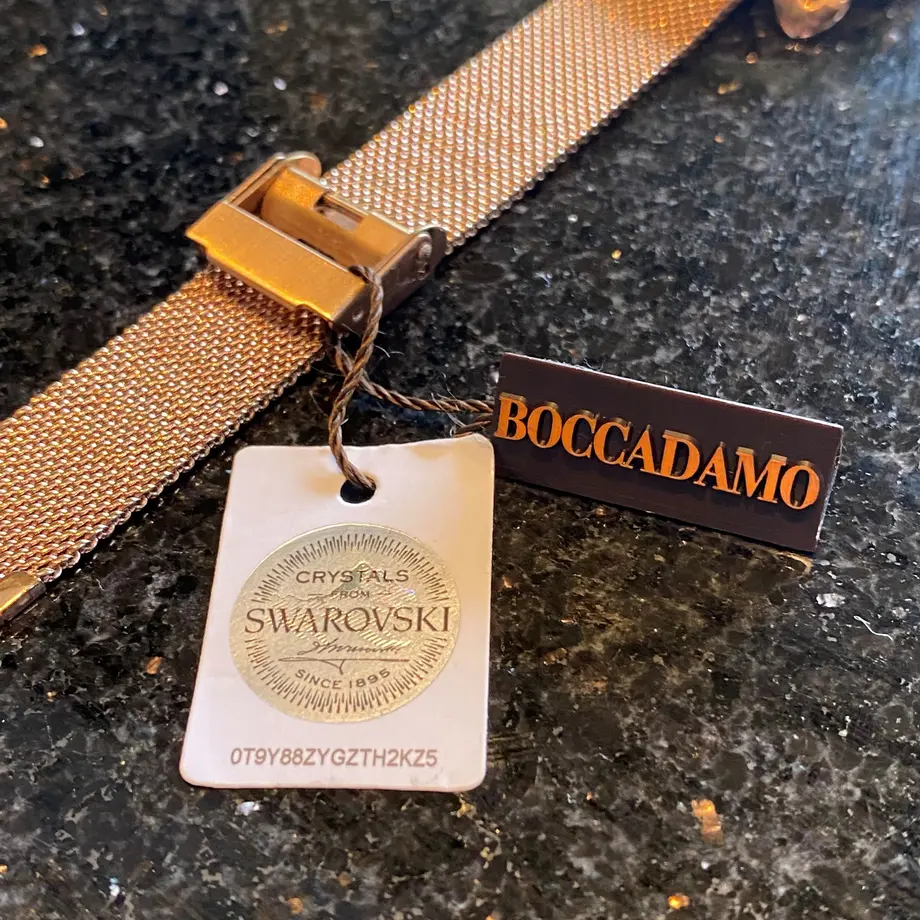 BOCCADAMO
CRYSTALS
FROM
SWAROVSKI
SINCE 1895
0T9Y88ZYGZTH2KZ5